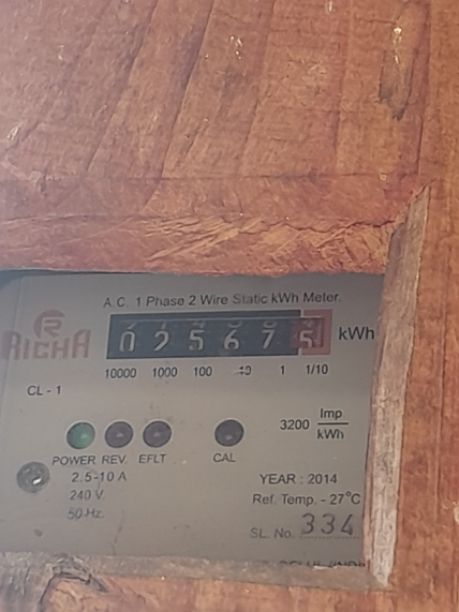 A.C. 1 Phase 2 Wire Static kWh Meter.
RICHA
0 2 5 6 7 5 kWh
10000 1000 100 10 1 1/10
CL - 1
3200 Imp/kWh
POWER REV. EFLT CAL
2.5-10 A
240 V.
50 Hz.
YEAR : 2014
Ref. Temp. - 27°C
SL. No. 334